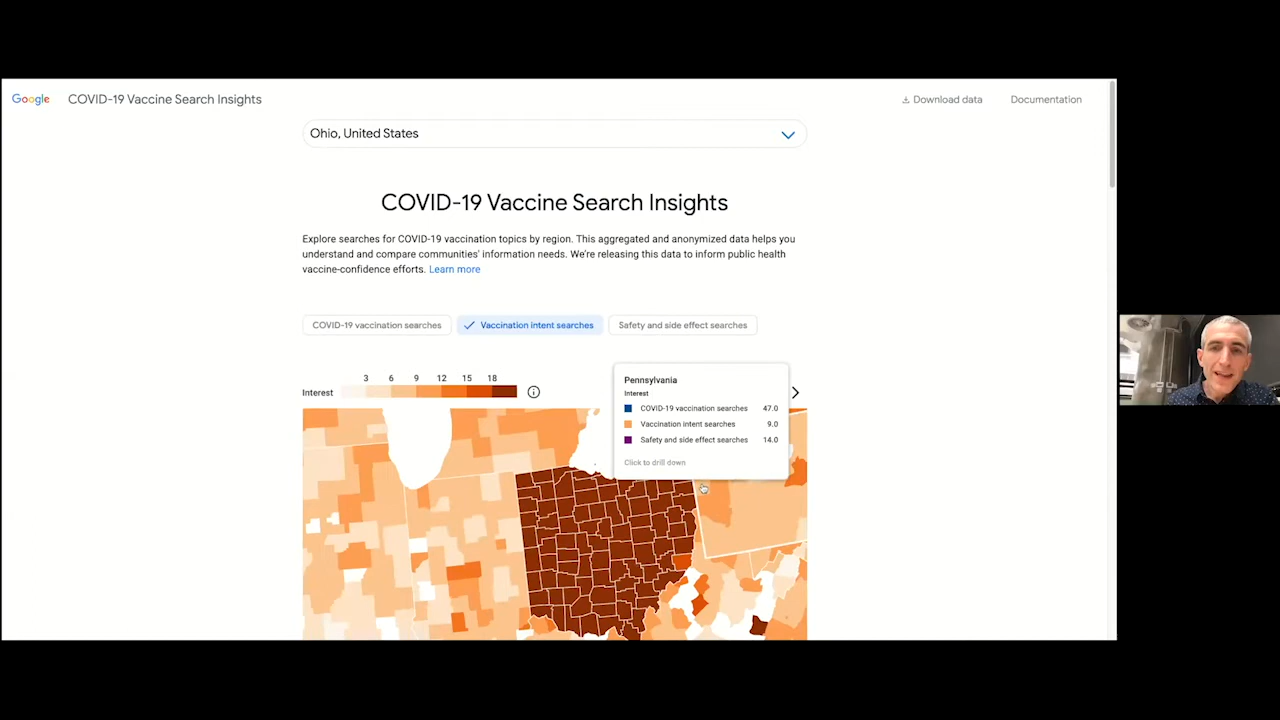 Google COVID-19 Vaccine Search Insights Download data Documentation
Ohio, United States
COVID-19 Vaccine Search Insights
Explore searches for COVID-19 vaccination topics by region. This aggregated and anonymized data helps you
understand and compare communities' information needs. We're releasing this data to inform public health
vaccine-confidence efforts. Learn more
COVID-19 vaccination searches Vaccination intent searches Safety and side effect searches
3 6 9 12 15 18
Interest
Pennsylvania
Interest
COVID-19 vaccination searches 47.0
Vaccination intent searches 9.0
Safety and side effect searches 14.0
Click to drill down